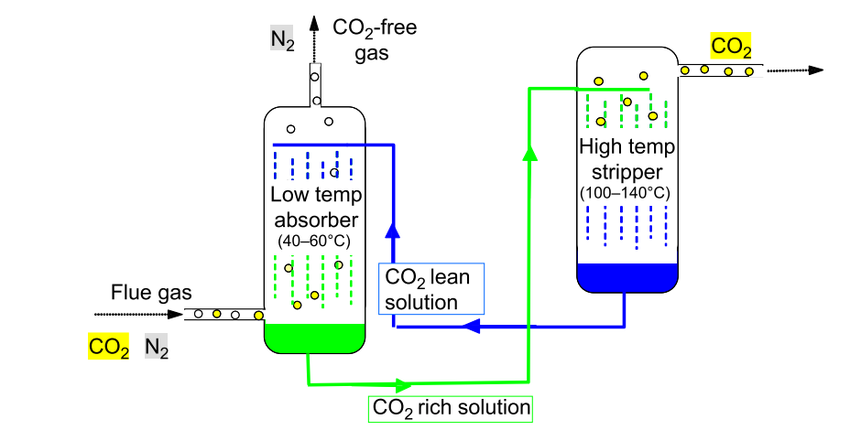 N₂
CO₂-free
gas
CO₂
High temp
stripper
(100–140°C)
Low temp
absorber
(40–60°C)
CO₂ lean
solution
Flue gas
CO₂ N₂
CO₂ rich solution